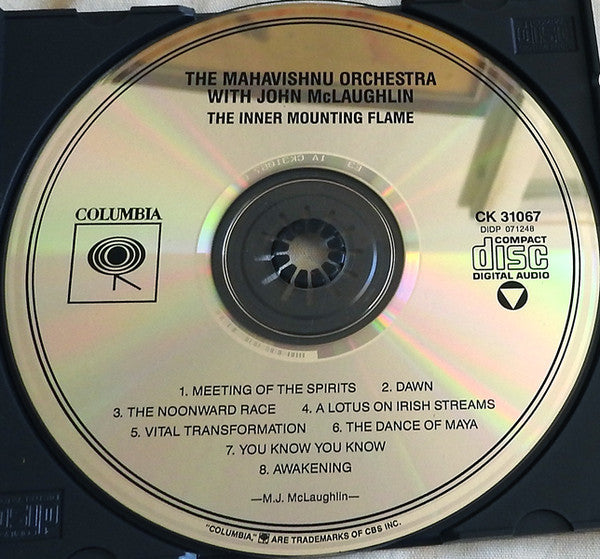 THE MAHAVISHNU ORCHESTRA
WITH JOHN McLAUGHLIN
THE INNER MOUNTING FLAME
COLUMBIA
CK 31067
DIDP 071248
COMPACT
disc
DIGITAL AUDIO
1. MEETING OF THE SPIRITS 2. DAWN
3. THE NOONWARD RACE 4. A LOTUS ON IRISH STREAMS
5. VITAL TRANSFORMATION 6. THE DANCE OF MAYA
7. YOU KNOW YOU KNOW
8. AWAKENING
—M.J. McLaughlin—
"COLUMBIA," ARE TRADEMARKS OF CBS INC.